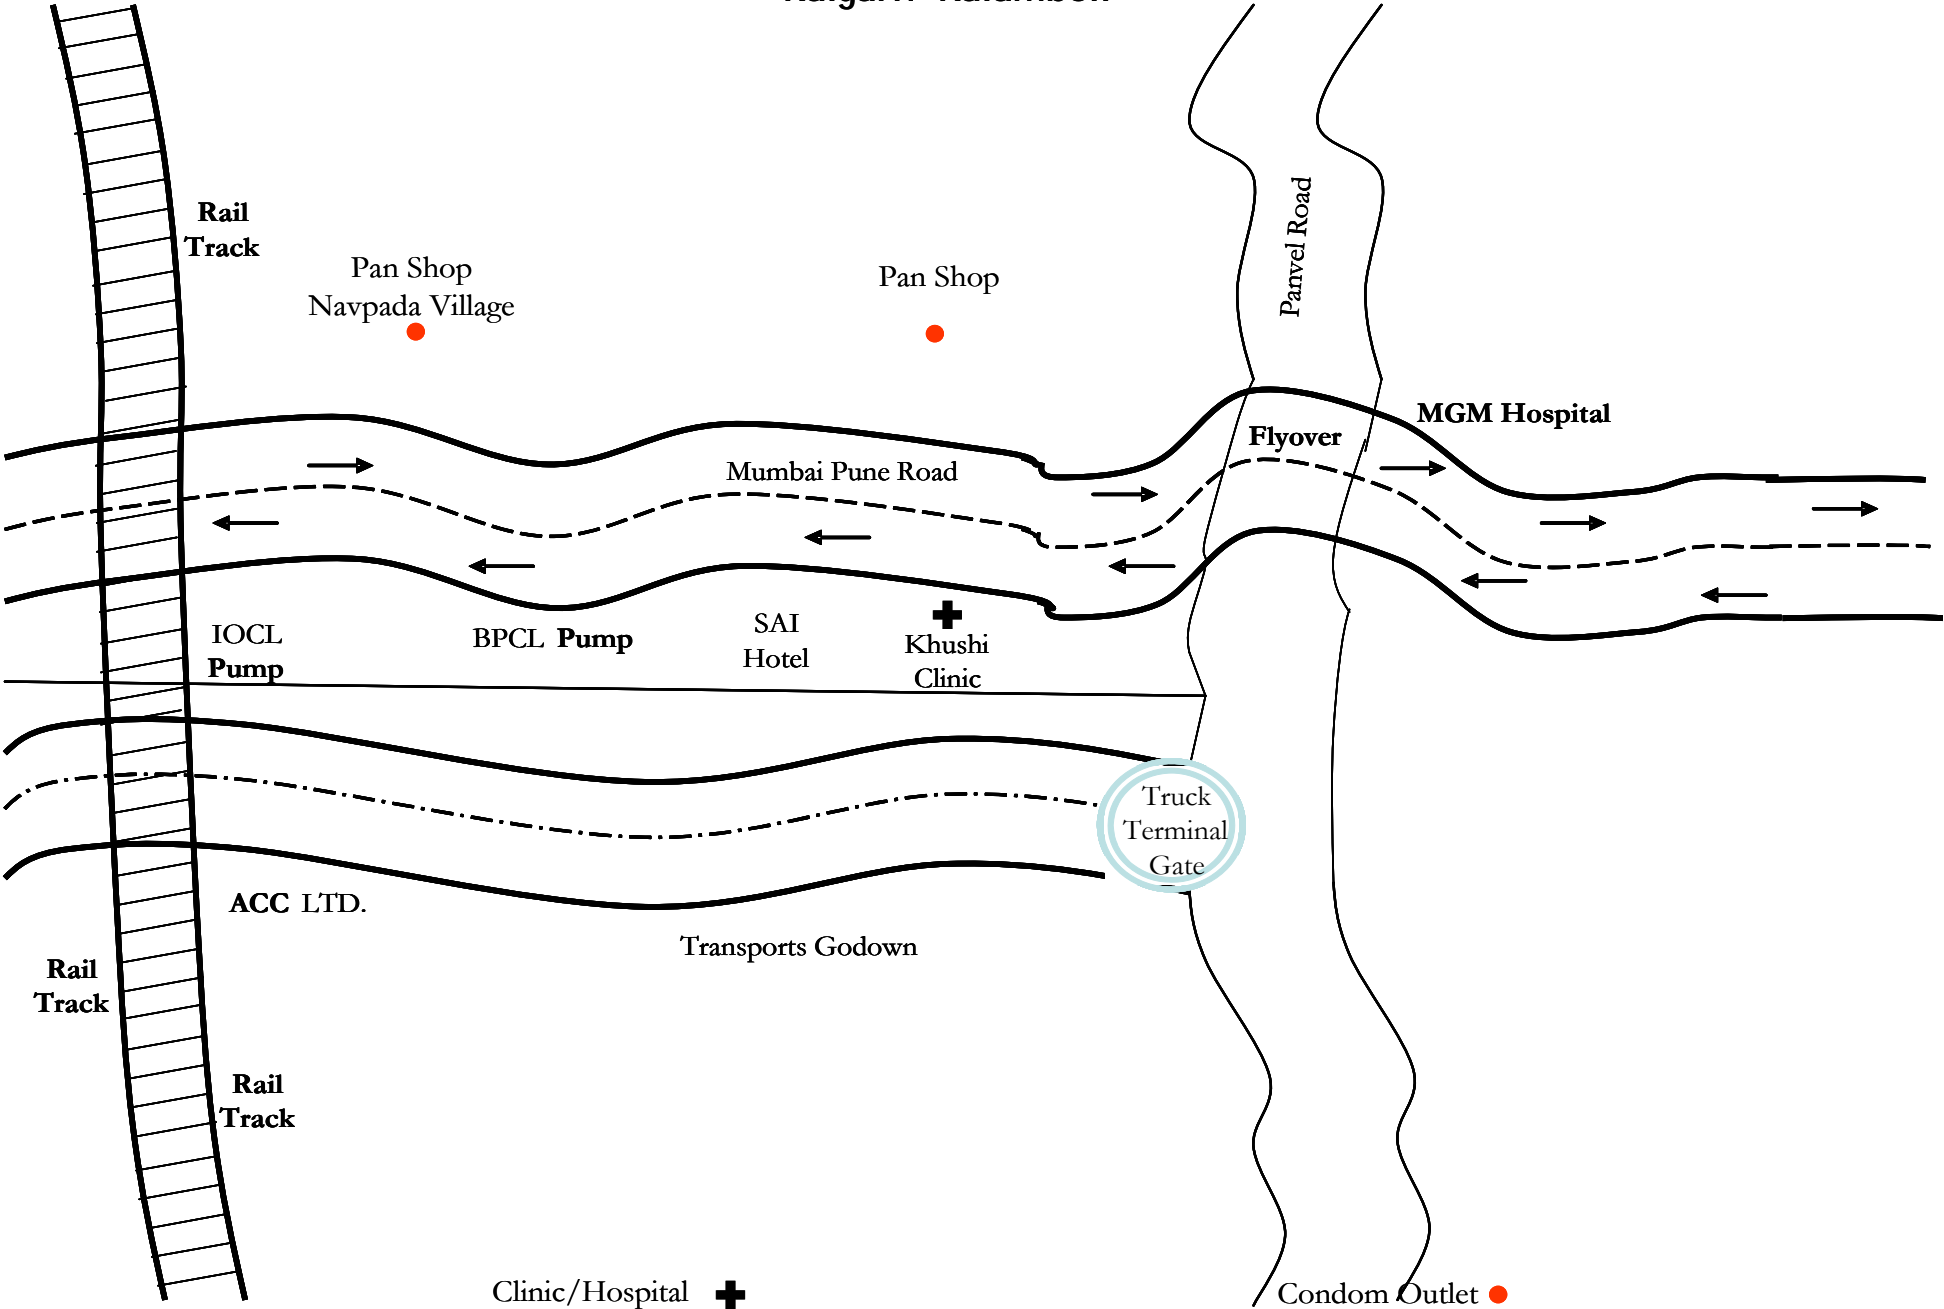 Rail
Track
Pan Shop
Navpada Village
Pan Shop
Panvel Road
MGM Hospital
Flyover
Mumbai Pune Road
IOCL
Pump
BPCL Pump
SAI
Hotel
Khushi
Clinic
Truck
Terminal
Gate
ACC LTD.
Transports Godown
Rail
Track
Rail
Track
Clinic/Hospital
Condom Outlet